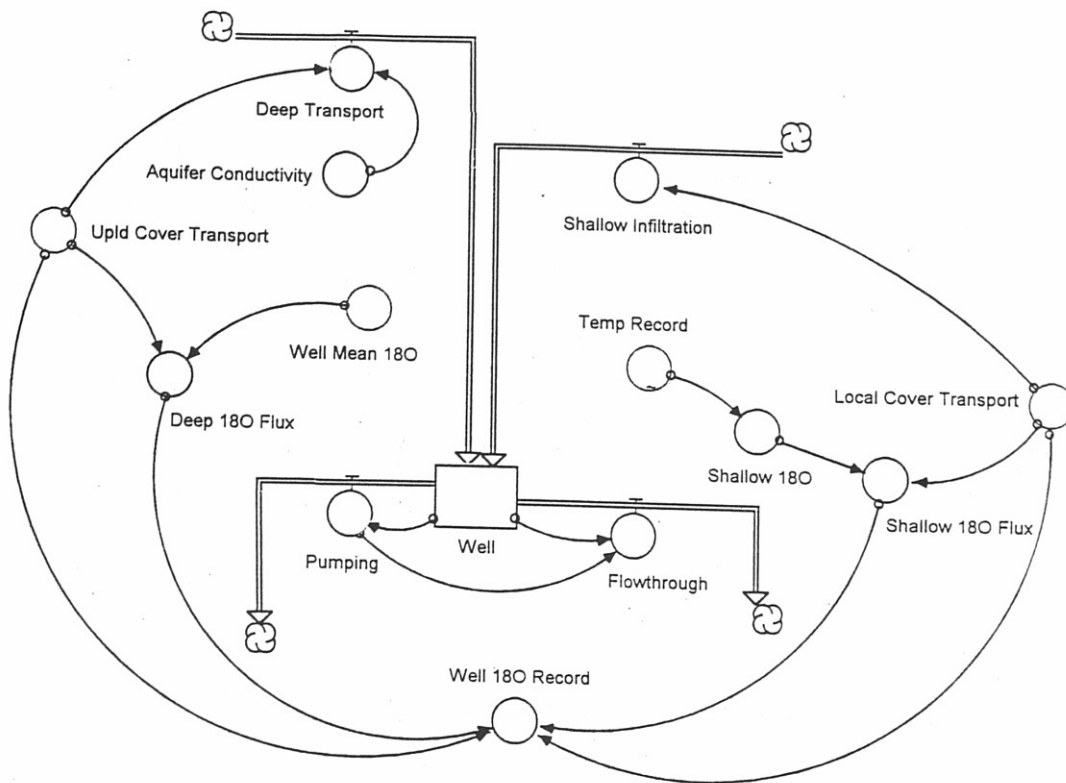 Deep Transport
Aquifer Conductivity
Shallow Infiltration
Upld Cover Transport
Temp Record
Well Mean 18O
Local Cover Transport
Deep 18O Flux
Shallow 18O
Shallow 18O Flux
Well
Pumping
Flowthrough
Well 18O Record